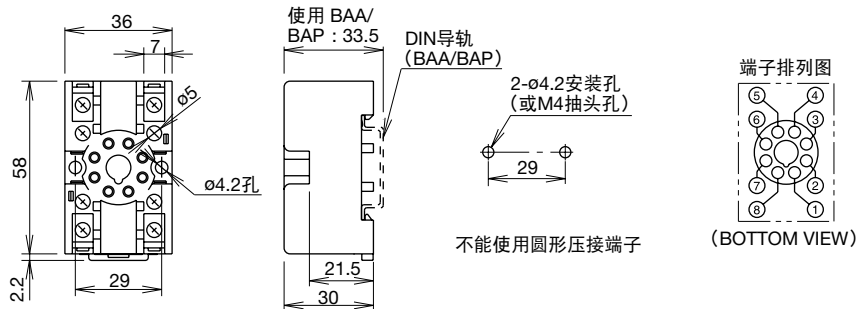 36
7
ø5
58
ø4.2孔
2.2
29
使用 BAA/
BAP：33.5
DIN导轨
（BAA/BAP）
21.5
30
2-ø4.2安装孔
（或M4抽头孔）
29
不能使用圆形压接端子
端子排列图
5 4
6 3
7 2
8 1
(BOTTOM VIEW)